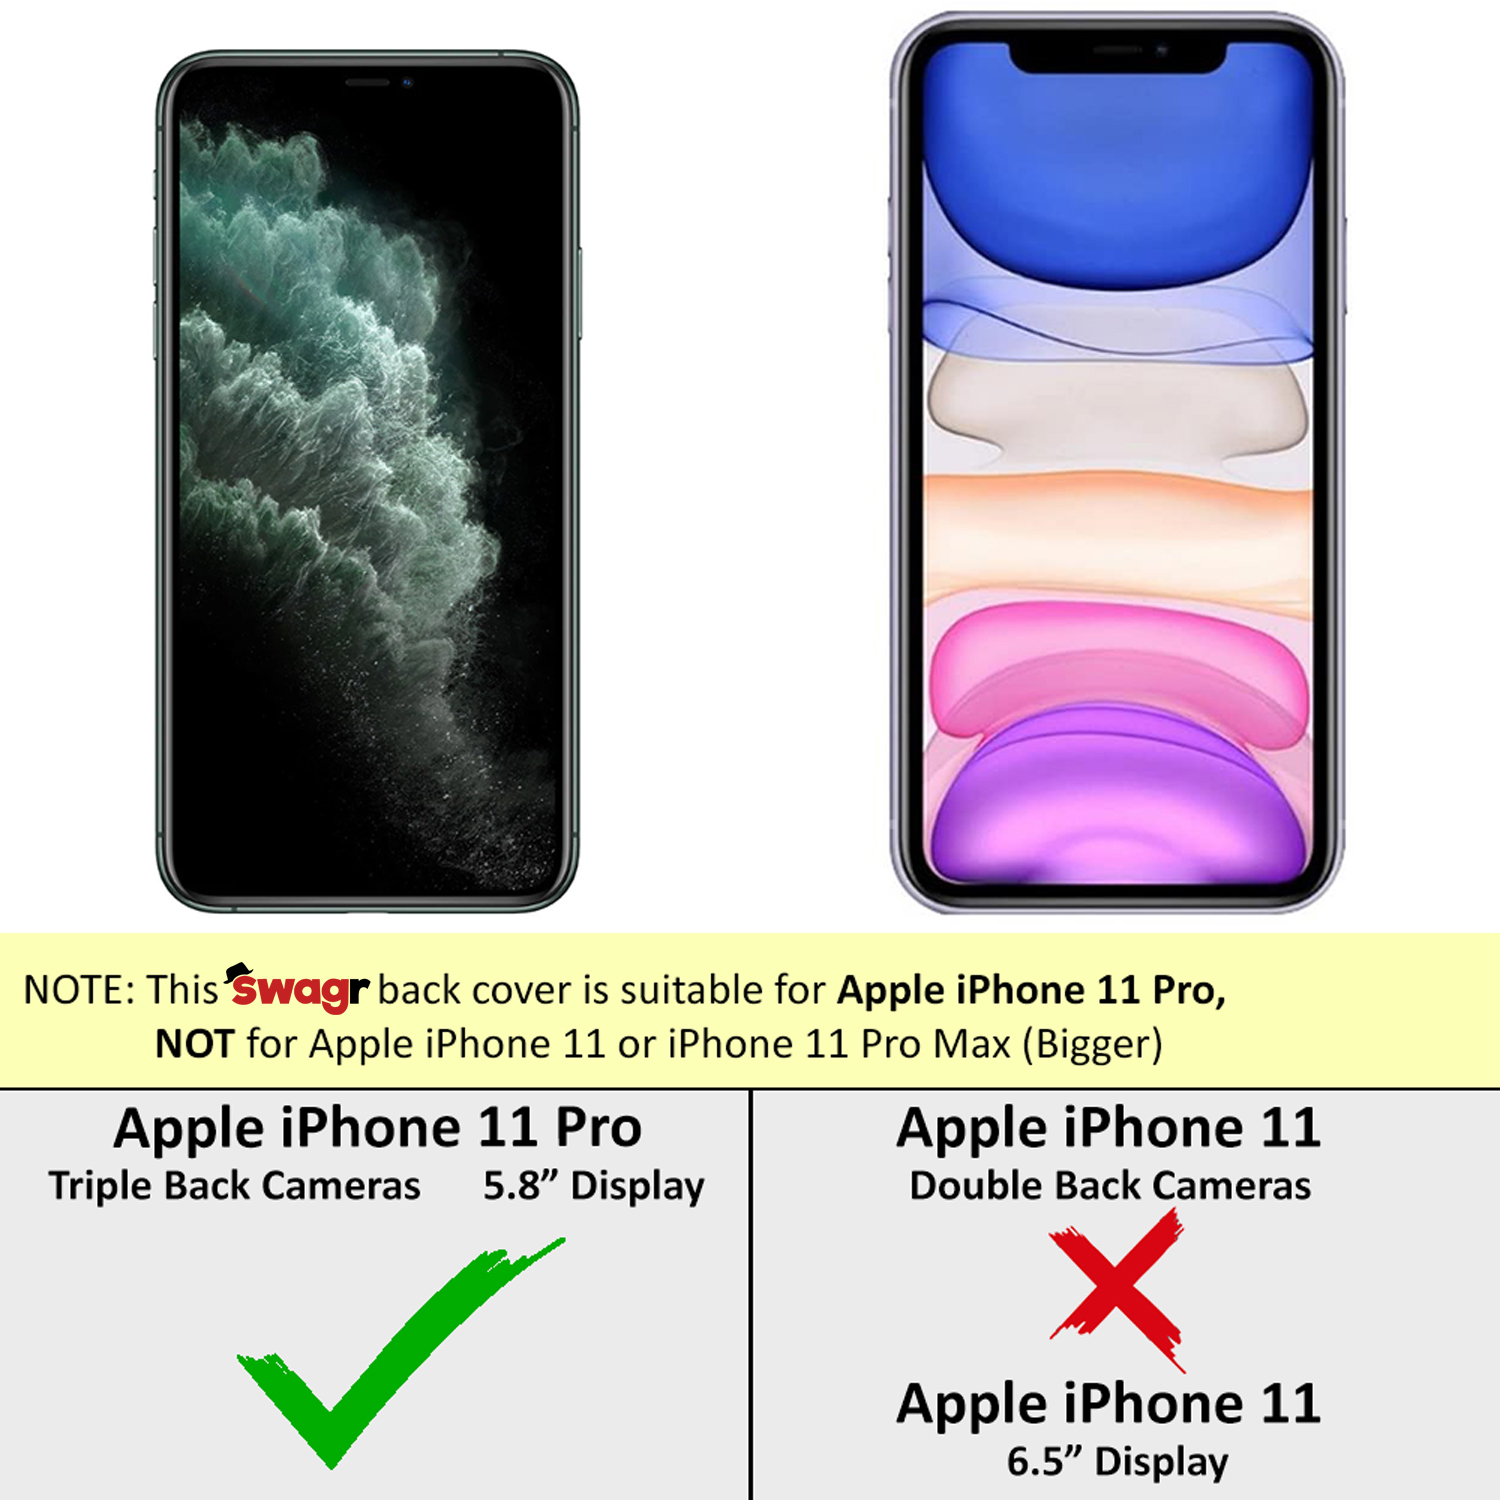 NOTE: This swagr back cover is suitable for Apple iPhone 11 Pro,
NOT for Apple iPhone 11 or iPhone 11 Pro Max (Bigger)
Apple iPhone 11 Pro
Triple Back Cameras 5.8” Display
Apple iPhone 11
Double Back Cameras
Apple iPhone 11
6.5” Display